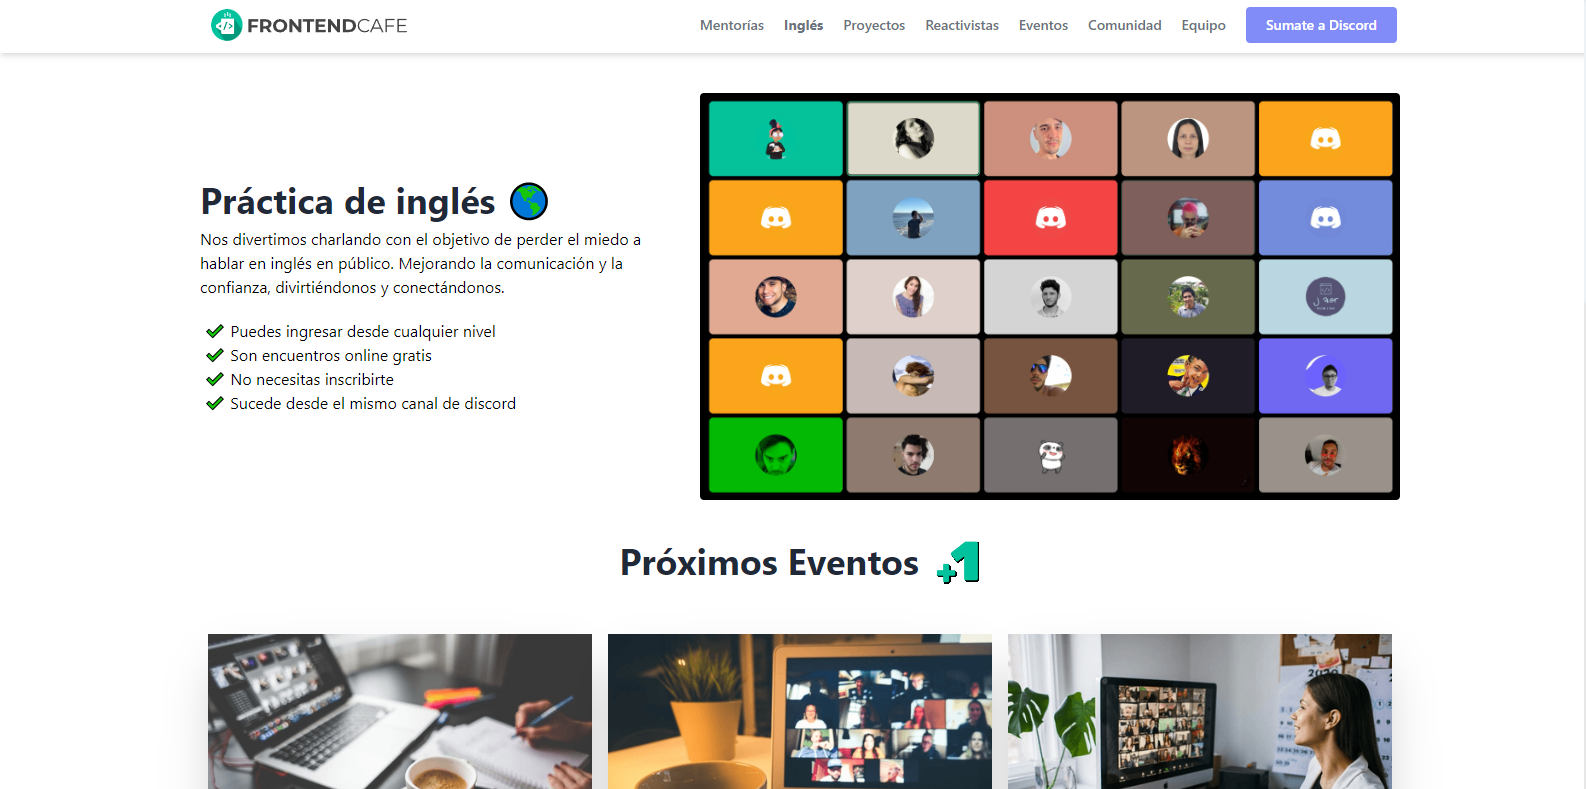 FRONTENDCAFE
Mentorías Inglés Proyectos Reactivistas Eventos Comunidad Equipo Sumate a Discord
Práctica de inglés
Nos divertimos charlando con el objetivo de perder el miedo a
hablar en inglés en público. Mejorando la comunicación y la
confianza, divirtiéndonos y conectándonos.
Puedes ingresar desde cualquier nivel
Son encuentros online gratis
No necesitas inscribirte
Sucede desde el mismo canal de discord
Próximos Eventos +1